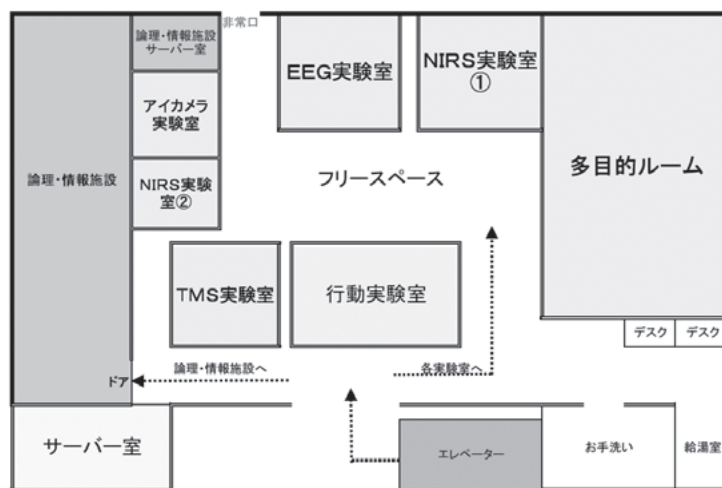 非常口
論理・情報施設
サーバー室
EEG実験室
NIRS実験室
①
アイカメラ
実験室
多目的ルーム
論理・情報施設
NIRS実験
室②
フリースペース
TMS実験室
行動実験室
デスク
デスク
論理・情報施設へ
各実験室へ
ドア
サーバー室
エレベーター
お手洗い
給湯室